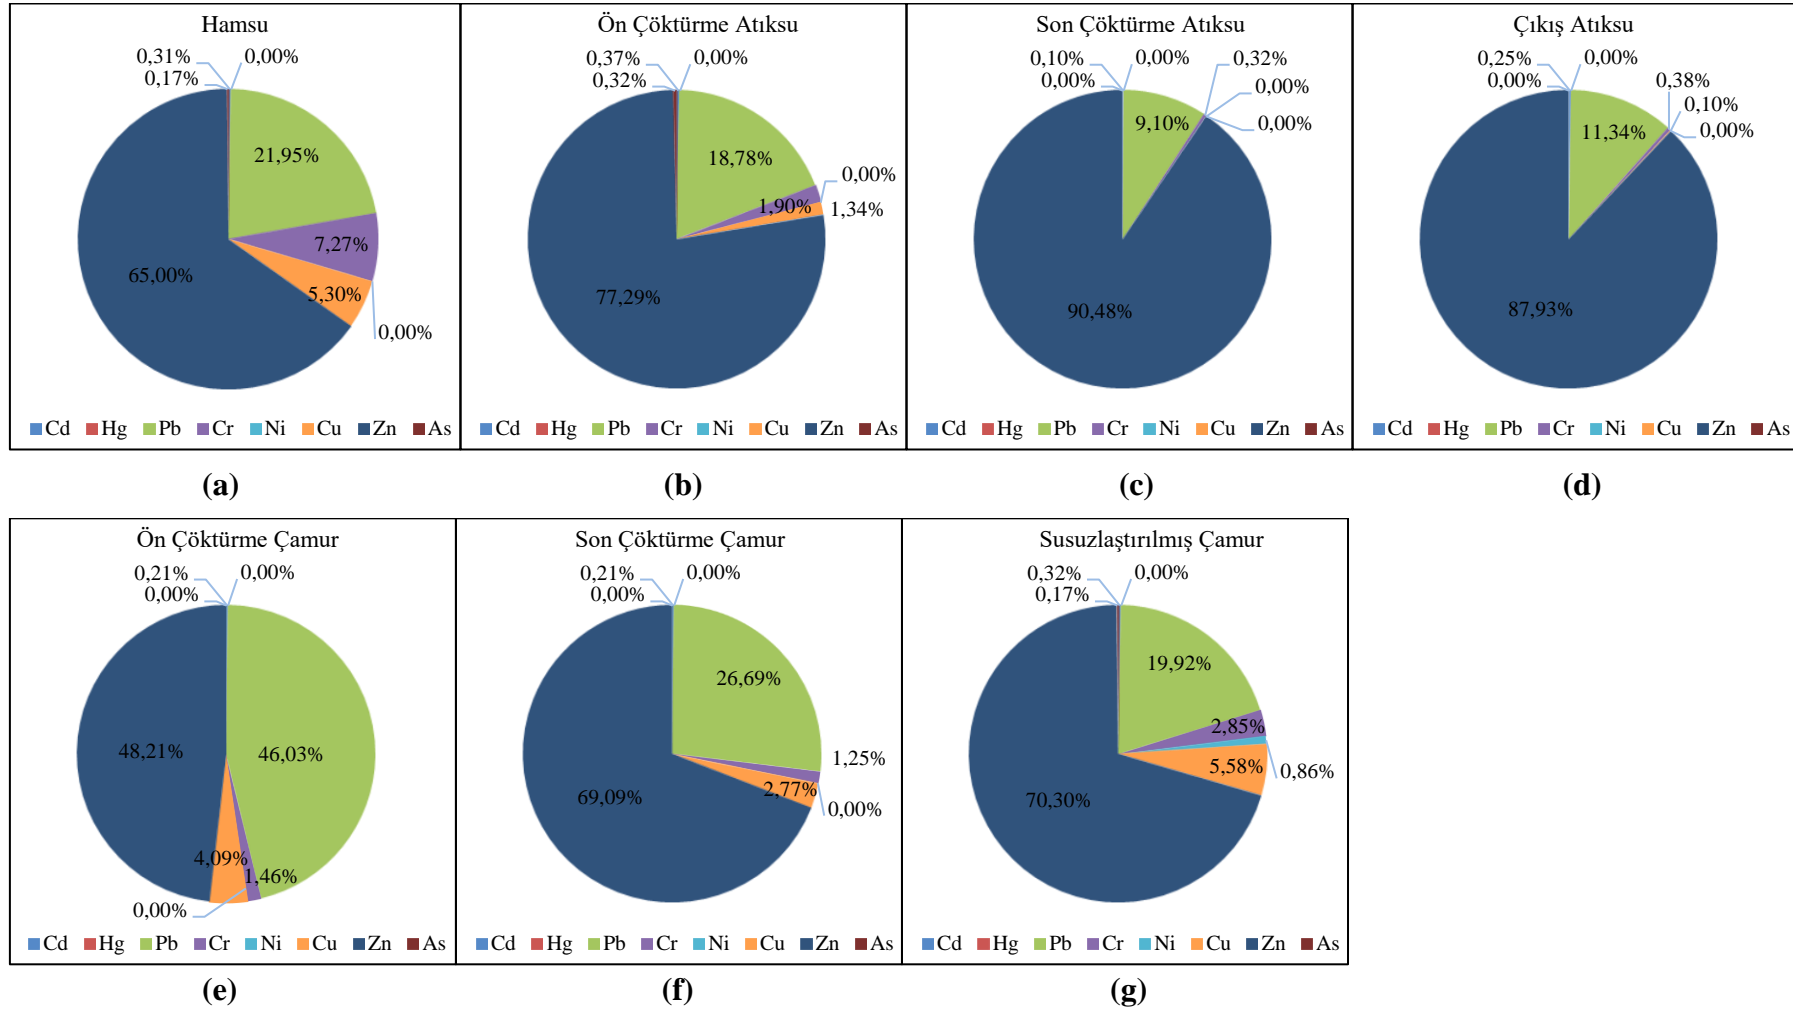 Hamsu
0,31% 0,00%
0,17%
21,95%
7,27%
65,00%
5,30%
0,00%
Cd Hg Pb Cr Ni Cu Zn As
(a)
Ön Çöktürme Atıksu
0,37% 0,00%
0,32%
18,78%
0,00%
1,90% 1,34%
77,29%
Cd Hg Pb Cr Ni Cu Zn As
(b)
Son Çöktürme Atıksu
0,10% 0,00% 0,32%
0,00% 0,00%
9,10% 0,00%
90,48%
Cd Hg Pb Cr Ni Cu Zn As
(c)
Çıkış Atıksu
0,25% 0,00%
0,00% 0,38%
0,10%
11,34% 0,00%
87,93%
Cd Hg Pb Cr Ni Cu Zn As
(d)
Ön Çöktürme Çamur
0,21% 0,00%
0,00%
48,21% 46,03%
4,09%
1,46%
0,00%
Cd Hg Pb Cr Ni Cu Zn As
(e)
Son Çöktürme Çamur
0,21% 0,00%
0,00%
26,69%
1,25%
69,09% 2,77%
0,00%
Cd Hg Pb Cr Ni Cu Zn As
(f)
Susuzlaştırılmış Çamur
0,32% 0,00%
0,17%
19,92%
2,85%
5,58% 0,86%
70,30%
Cd Hg Pb Cr Ni Cu Zn As
(g)